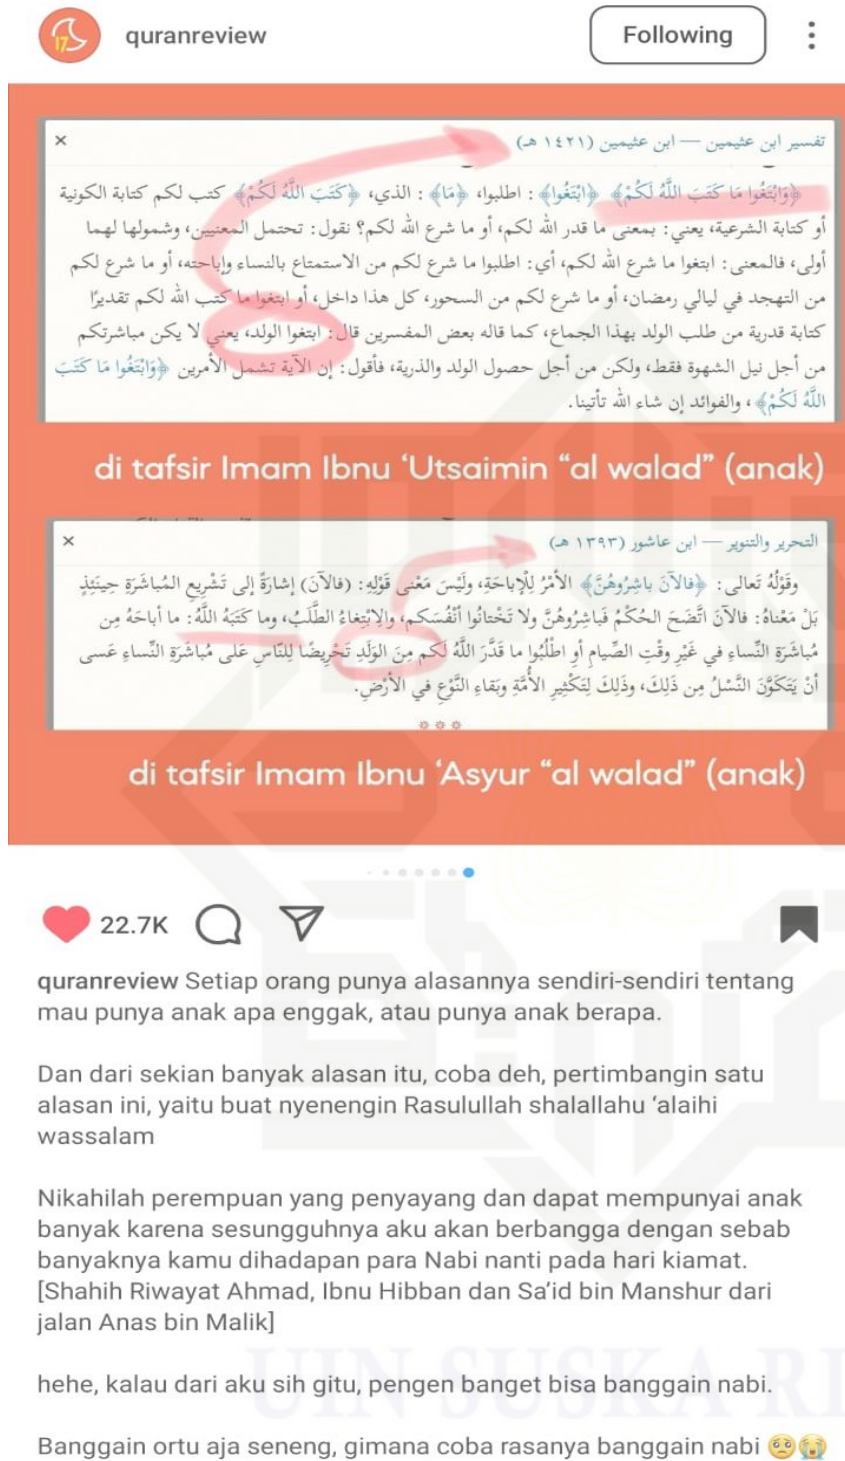 quranreview
Following
تفسير ابن عثيمين — ابن عثيمين (١٤٢١ هـ)
﴿وَابْتَغُوا مَا كَتَبَ اللَّهُ لَكُمْ﴾ ﴿ابْتَغُوا﴾ : اطلبوا، ﴿مَا﴾ : الذي، ﴿كَتَبَ اللَّهُ لَكُمْ﴾ كتب لكم كتابة الكونية
أو كتابة الشرعية، يعني: بمعنى ما قدر الله لكم، أو ما شرع الله لكم؟ نقول: تحتمل المعنيين، وشمولها لهما
أولى، فالمعنى: ابتغوا ما شرع الله لكم، أي: اطلبوا ما شرع لكم من الاستمتاع بالنساء وإباحته، أو ما شرع لكم
من التهجد في ليالي رمضان، أو ما شرع لكم من السحور، كل هذا داخل، أو ابتغوا ما كتب الله لكم تقديرًا
كتابة قدرية من طلب الولد بهذا الجماع، كما قاله بعض المفسرين قال: ابتغوا الولد، يعني لا يكن مباشرتكم
من أجل نيل الشهوة فقط، ولكن من أجل حصول الولد والذرية، فأقول: إن الآية تشمل الأمرين ﴿وَابْتَغُوا مَا كَتَبَ
اللَّهُ لَكُمْ﴾ ، والفوائد إن شاء الله تأتينا.
di tafsir Imam Ibnu ‘Utsaimin “al walad” (anak)
التحرير والتنوير — ابن عاشور (١٣٩٣ هـ)
وقَوْلُهُ تَعالى: ﴿فالآنَ باشِرُوهُنَّ﴾ الأمْرُ لِلْإباحَةِ، ولَيْسَ مَعْنى قَوْلِهِ: (فالآنَ) إشارَةً إلى تَشْرِيعِ المُباشَرَةِ حِينَئِذٍ
بَلْ مَعْناهُ: فالآنَ اتَّضَحَ الحُكْمُ فَباشِرُوهُنَّ ولا تَخْتانُوا أنْفُسَكم، والِابْتِغاءُ الطَّلَبُ، وما كَتَبَهُ اللَّهُ: ما أباحَهُ مِن
مُباشَرَةِ النِّساءِ في غَيْرِ وقْتِ الصِّيامِ أوِ اطْلُبُوا ما قَدَّرَ اللَّهُ لَكم مِنَ الوَلَدِ تَحْرِيضًا لِلنّاسِ عَلى مُباشَرَةِ النِّساءِ عَسى
أنْ يَتَكَوَّنَ النَّسْلُ مِن ذَلِكَ، وذَلِكَ لِتَكْثِيرِ الأُمَّةِ وبَقاءِ النَّوْعِ في الأرْضِ.
di tafsir Imam Ibnu ‘Asyur “al walad” (anak)
22.7K
quranreview Setiap orang punya alasannya sendiri-sendiri tentang
mau punya anak apa enggak, atau punya anak berapa.
Dan dari sekian banyak alasan itu, coba deh, pertimbangin satu
alasan ini, yaitu buat nyenengin Rasulullah shalallahu ‘alaihi
wassalam
Nikahilah perempuan yang penyayang dan dapat mempunyai anak
banyak karena sesungguhnya aku akan berbangga dengan sebab
banyaknya kamu dihadapan para Nabi nanti pada hari kiamat.
[Shahih Riwayat Ahmad, Ibnu Hibban dan Sa’id bin Manshur dari
jalan Anas bin Malik]
UIN SUSKA RI
hehe, kalau dari aku sih gitu, pengen banget bisa banggain nabi.
Banggain ortu aja seneng, gimana coba rasanya banggain nabi 🥺😭